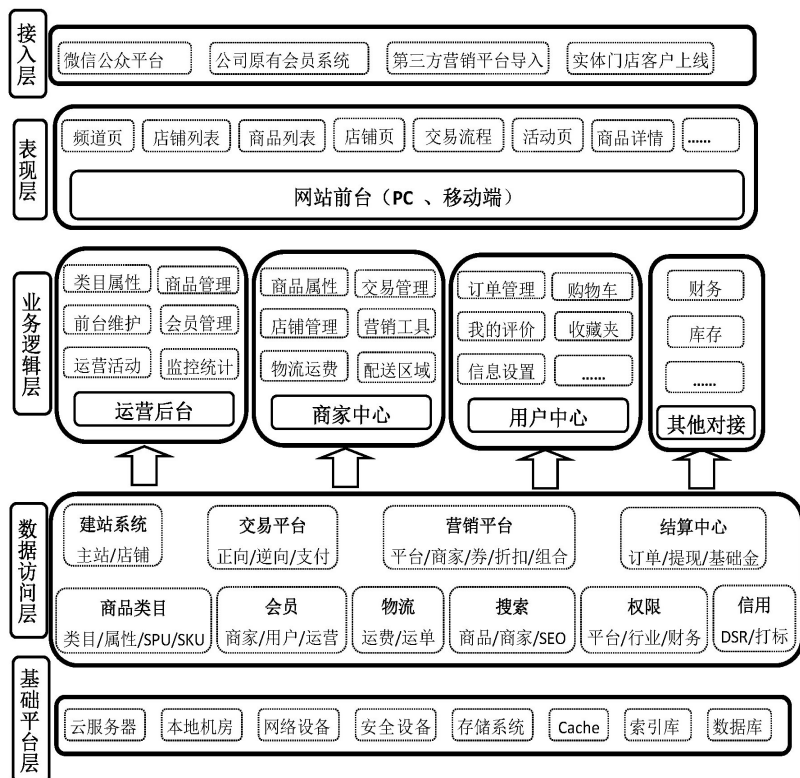 接入层
微信公众平台 公司原有会员系统 第三方营销平台导入 实体门店客户上线
表现层
频道页 店铺列表 商品列表 店铺页 交易流程 活动页 商品详情 ......
网站前台（PC 、移动端）
业务逻辑层
类目属性 商品管理
前台维护 会员管理
运营活动 监控统计
运营后台
商品属性 交易管理
店铺管理 营销工具
物流运费 配送区域
商家中心
订单管理 购物车
我的评价 收藏夹
信息设置 ......
用户中心
财务
库存
......
其他对接
数据访问层
建站系统
主站/店铺
交易平台
正向/逆向/支付
营销平台
平台/商家/券/折扣/组合
结算中心
订单/提现/基础金
商品类目
类目/属性/SPU/SKU
会员
商家/用户/运营
物流
运费/运单
搜索
商品/商家/SEO
权限
平台/行业/财务
信用
DSR/打标
基础平台层
云服务器 本地机房 网络设备 安全设备 存储系统 Cache 索引库 数据库